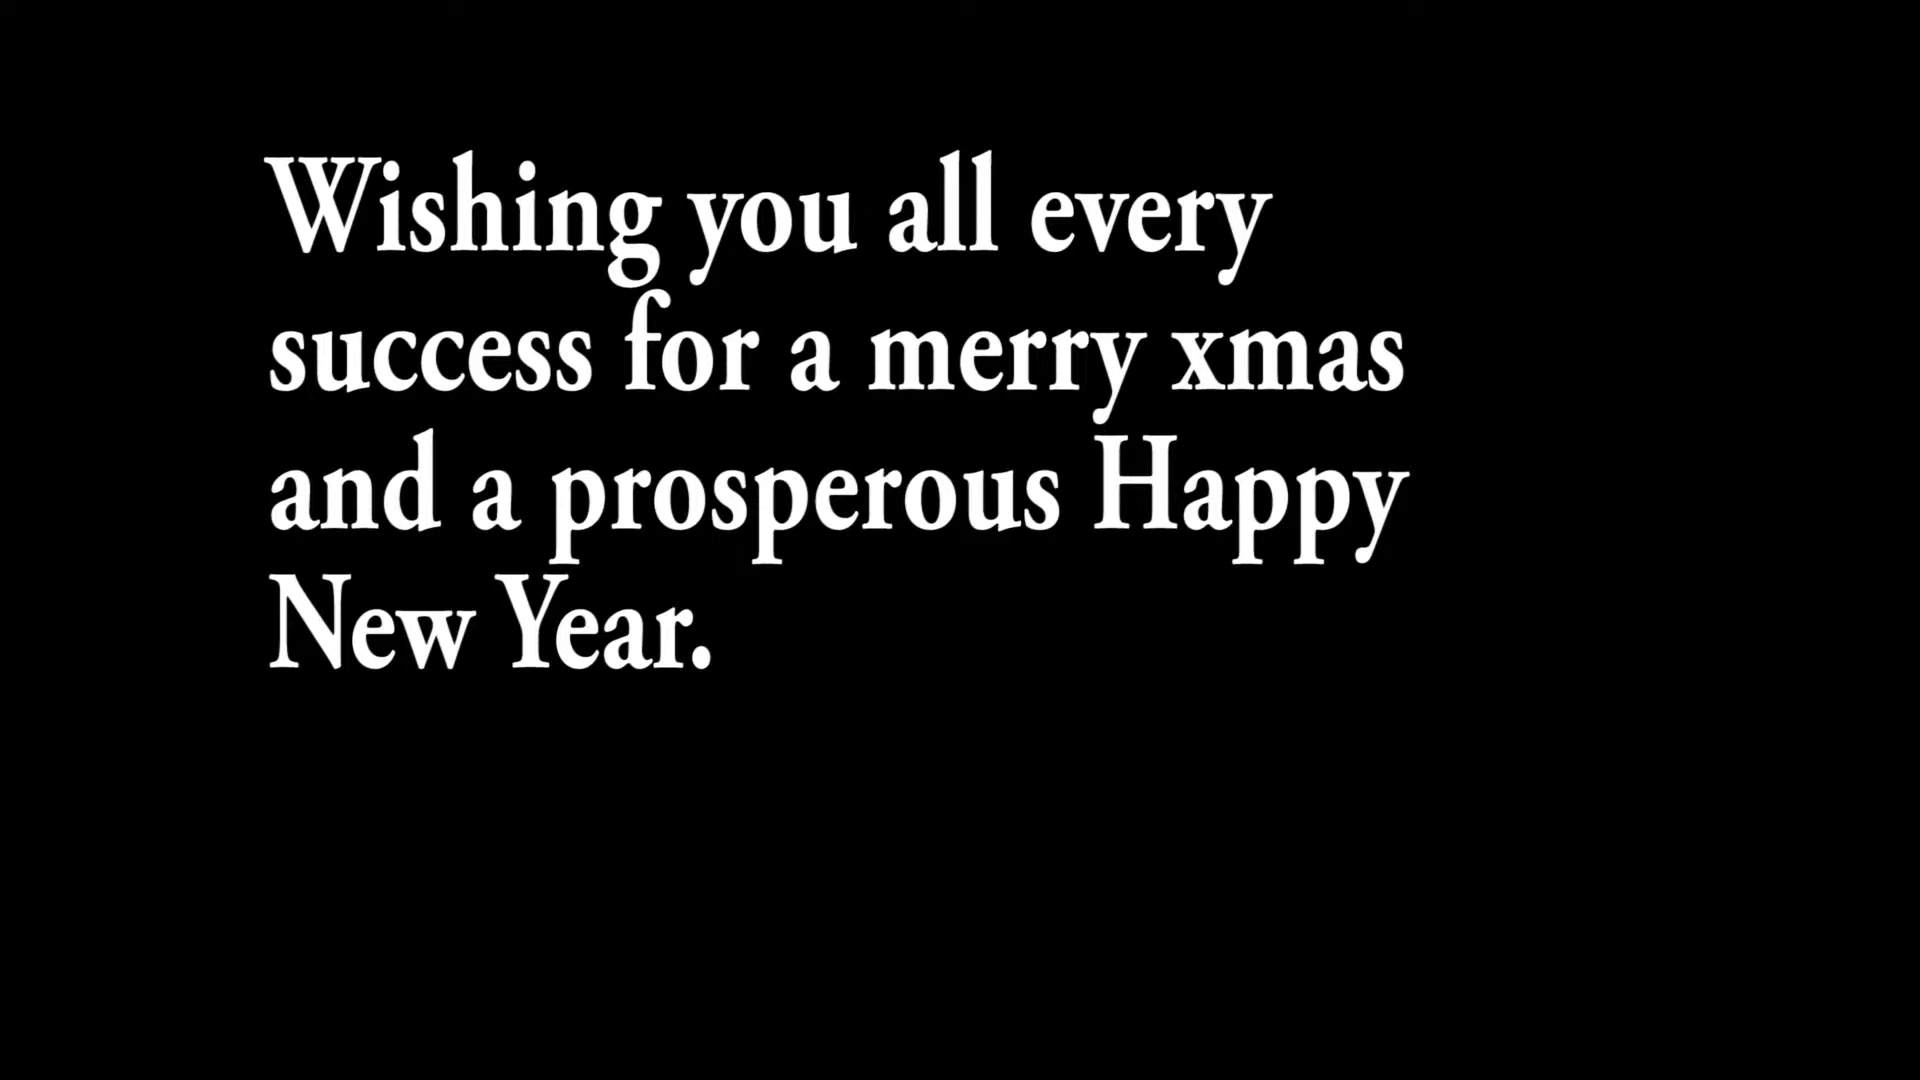 Wishing you all every
success for a merry xmas
and a prosperous Happy
New Year.